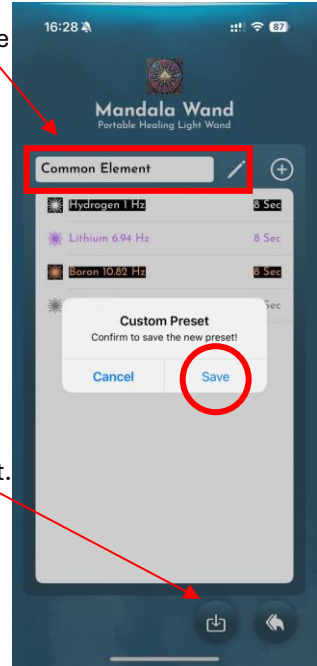 16:28
87
e
Mandala Wand
Portable Healing Light Wand
Common Element
Hydrogen 1 Hz 8 Sec
Lithium 6.94 Hz 8 Sec
Boron 10.82 Hz 8 Sec
Sec
Custom Preset
Confirm to save the new preset!
Cancel Save
t.